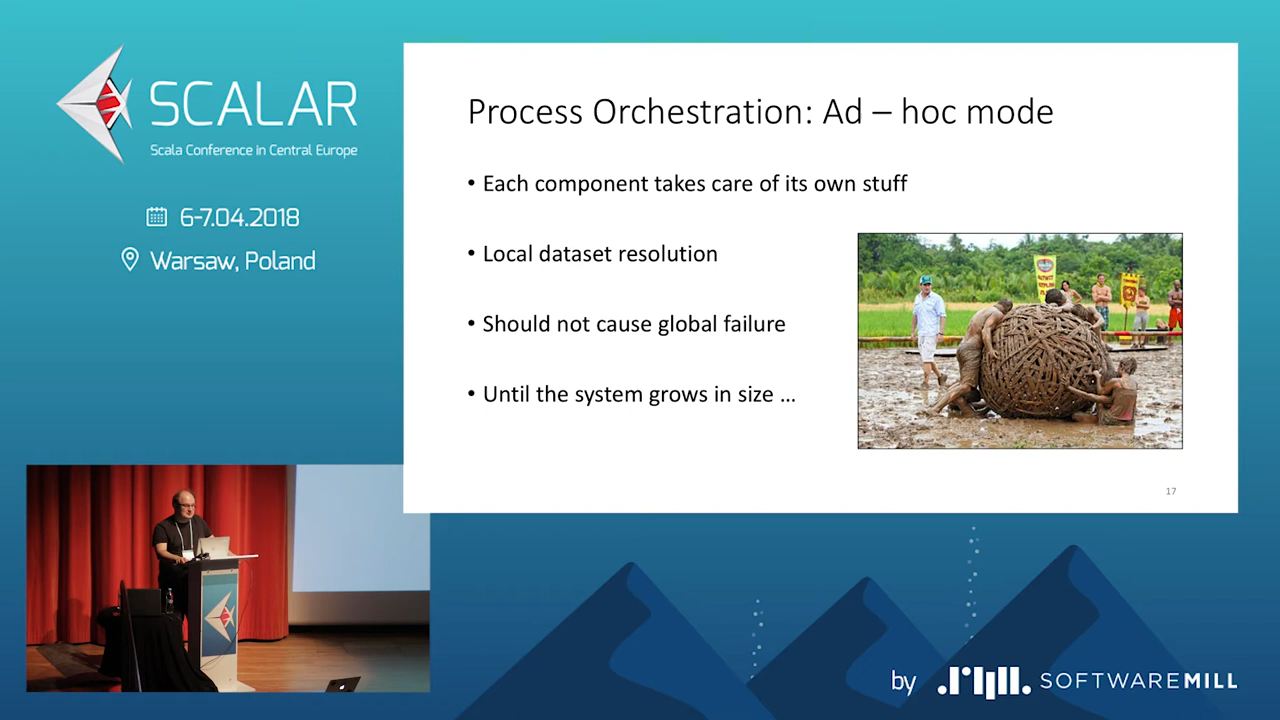 SCALAR
Scala Conference in Central Europe
6-7.04.2018
Warsaw, Poland
Process Orchestration: Ad – hoc mode
• Each component takes care of its own stuff
• Local dataset resolution
• Should not cause global failure
• Until the system grows in size ...
17
by SOFTWAREMILL